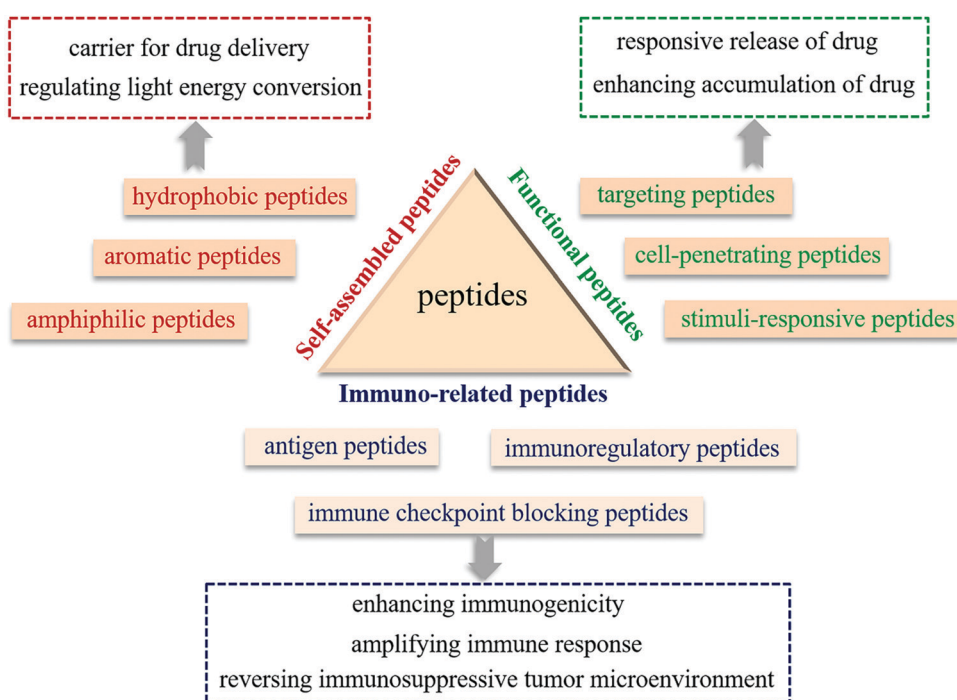 carrier for drug delivery
regulating light energy conversion
responsive release of drug
enhancing accumulation of drug
hydrophobic peptides
aromatic peptides
amphiphilic peptides
Self-assembled peptides
peptides
Functional peptides
targeting peptides
cell-penetrating peptides
stimuli-responsive peptides
Immuno-related peptides
antigen peptides
immunoregulatory peptides
immune checkpoint blocking peptides
enhancing immunogenicity
amplifying immune response
reversing immunosuppressive tumor microenvironment